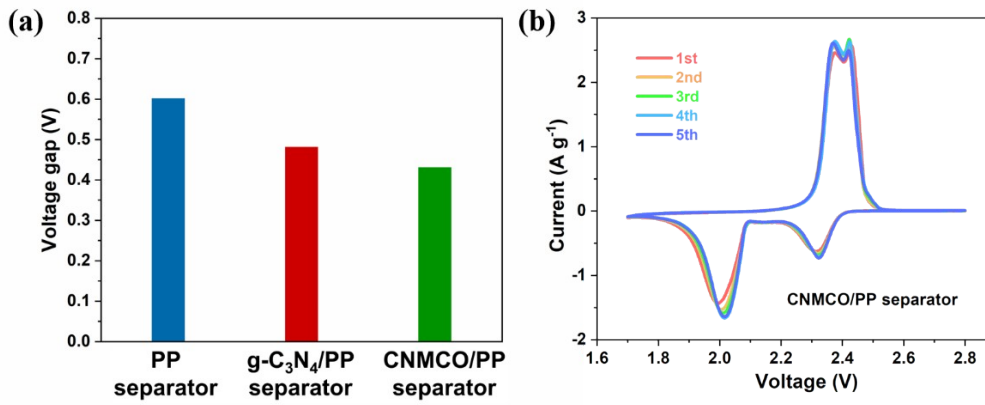 (a)
0.8
0.7
0.6
0.5
0.4
0.3
0.2
0.1
0.0
Voltage gap (V)
PP
separator
g-C₃N₄/PP
separator
CNMCO/PP
separator
(b)
3
2
1
0
-1
-2
Current (A g⁻¹)
1st
2nd
3rd
4th
5th
CNMCO/PP separator
1.6 1.8 2.0 2.2 2.4 2.6 2.8
Voltage (V)